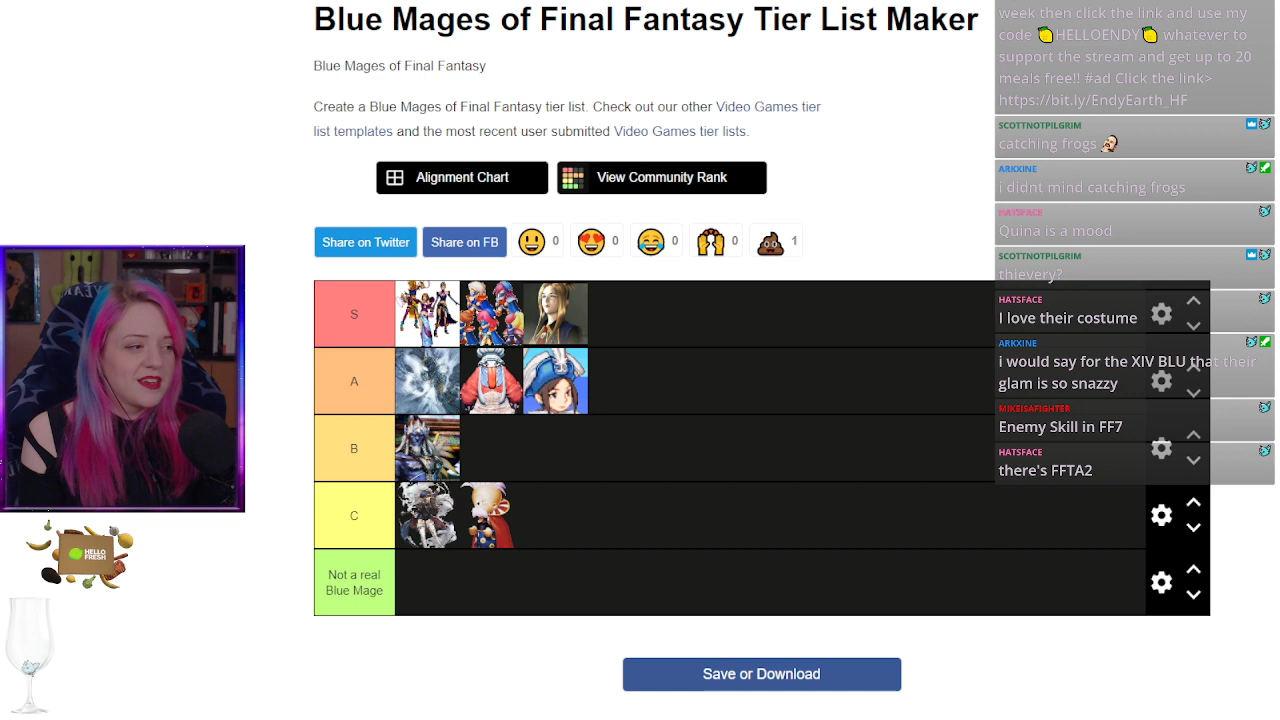 Blue Mages of Final Fantasy Tier List Maker
Blue Mages of Final Fantasy
Create a Blue Mages of Final Fantasy tier list. Check out our other Video Games tier
list templates and the most recent user submitted Video Games tier lists.
Alignment Chart
View Community Rank
Share on Twitter
Share on FB
0
0
0
0
1
S
A
B
C
Not a real
Blue Mage
Save or Download
week then click the link and use my
code 🍋HELLOENDY🍋 whatever to
support the stream and get up to 20
meals free!! #ad Click the link>
https://bit.ly/EndyEarth_HF
SCOTTNOTPILGRIM
catching frogs
ARKXINE
i didnt mind catching frogs
HATSFACE
Quina is a mood
SCOTTNOTPILGRIM
thievery?
HATSFACE
I love their costume
ARKXINE
i would say for the XIV BLU that their
glam is so snazzy
MIKEISAFIGHTER
Enemy Skill in FF7
HATSFACE
there's FFTA2
HELLO
FRESH